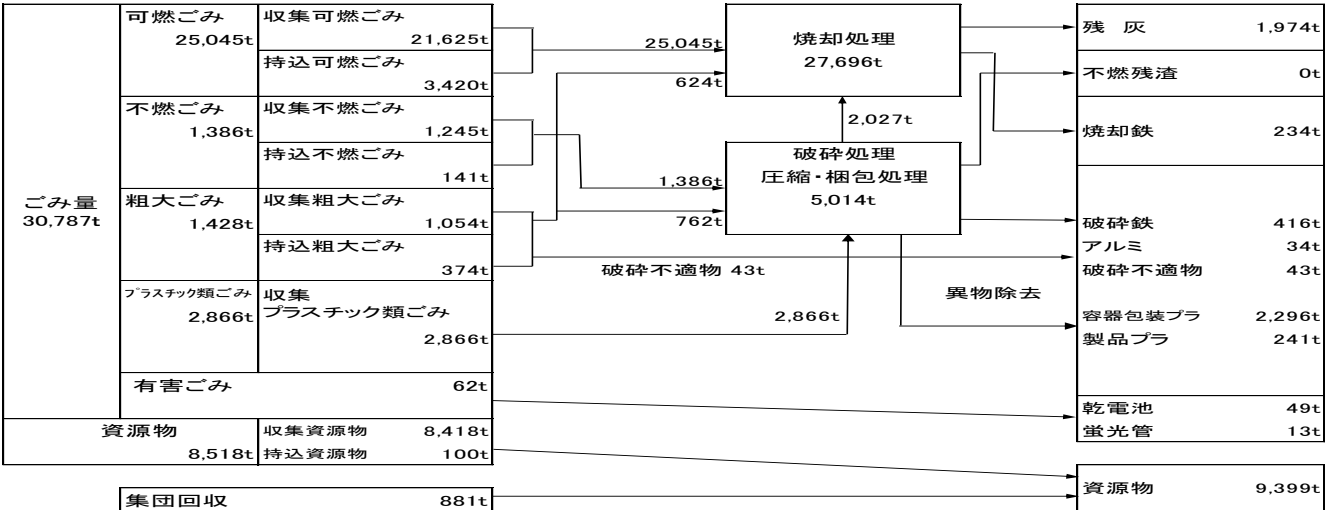 可燃ごみ
25,045t
収集可燃ごみ
21,625t
持込可燃ごみ
3,420t
不燃ごみ
1,386t
収集不燃ごみ
1,245t
持込不燃ごみ
141t
ごみ量
30,787t
粗大ごみ
1,428t
収集粗大ごみ
1,054t
持込粗大ごみ
374t
プラスチック類ごみ
2,866t
収集
プラスチック類ごみ
2,866t
有害ごみ 62t
資源物
8,518t
収集資源物 8,418t
持込資源物 100t
集団回収 881t
25,045t
624t
1,386t
762t
破砕不適物 43t
2,866t
焼却処理
27,696t
2,027t
破砕処理
圧縮・梱包処理
5,014t
異物除去
残 灰 1,974t
不燃残渣 0t
焼却鉄 234t
破砕鉄 416t
アルミ 34t
破砕不適物 43t
容器包装プラ 2,296t
製品プラ 241t
乾電池 49t
蛍光管 13t
資源物 9,399t